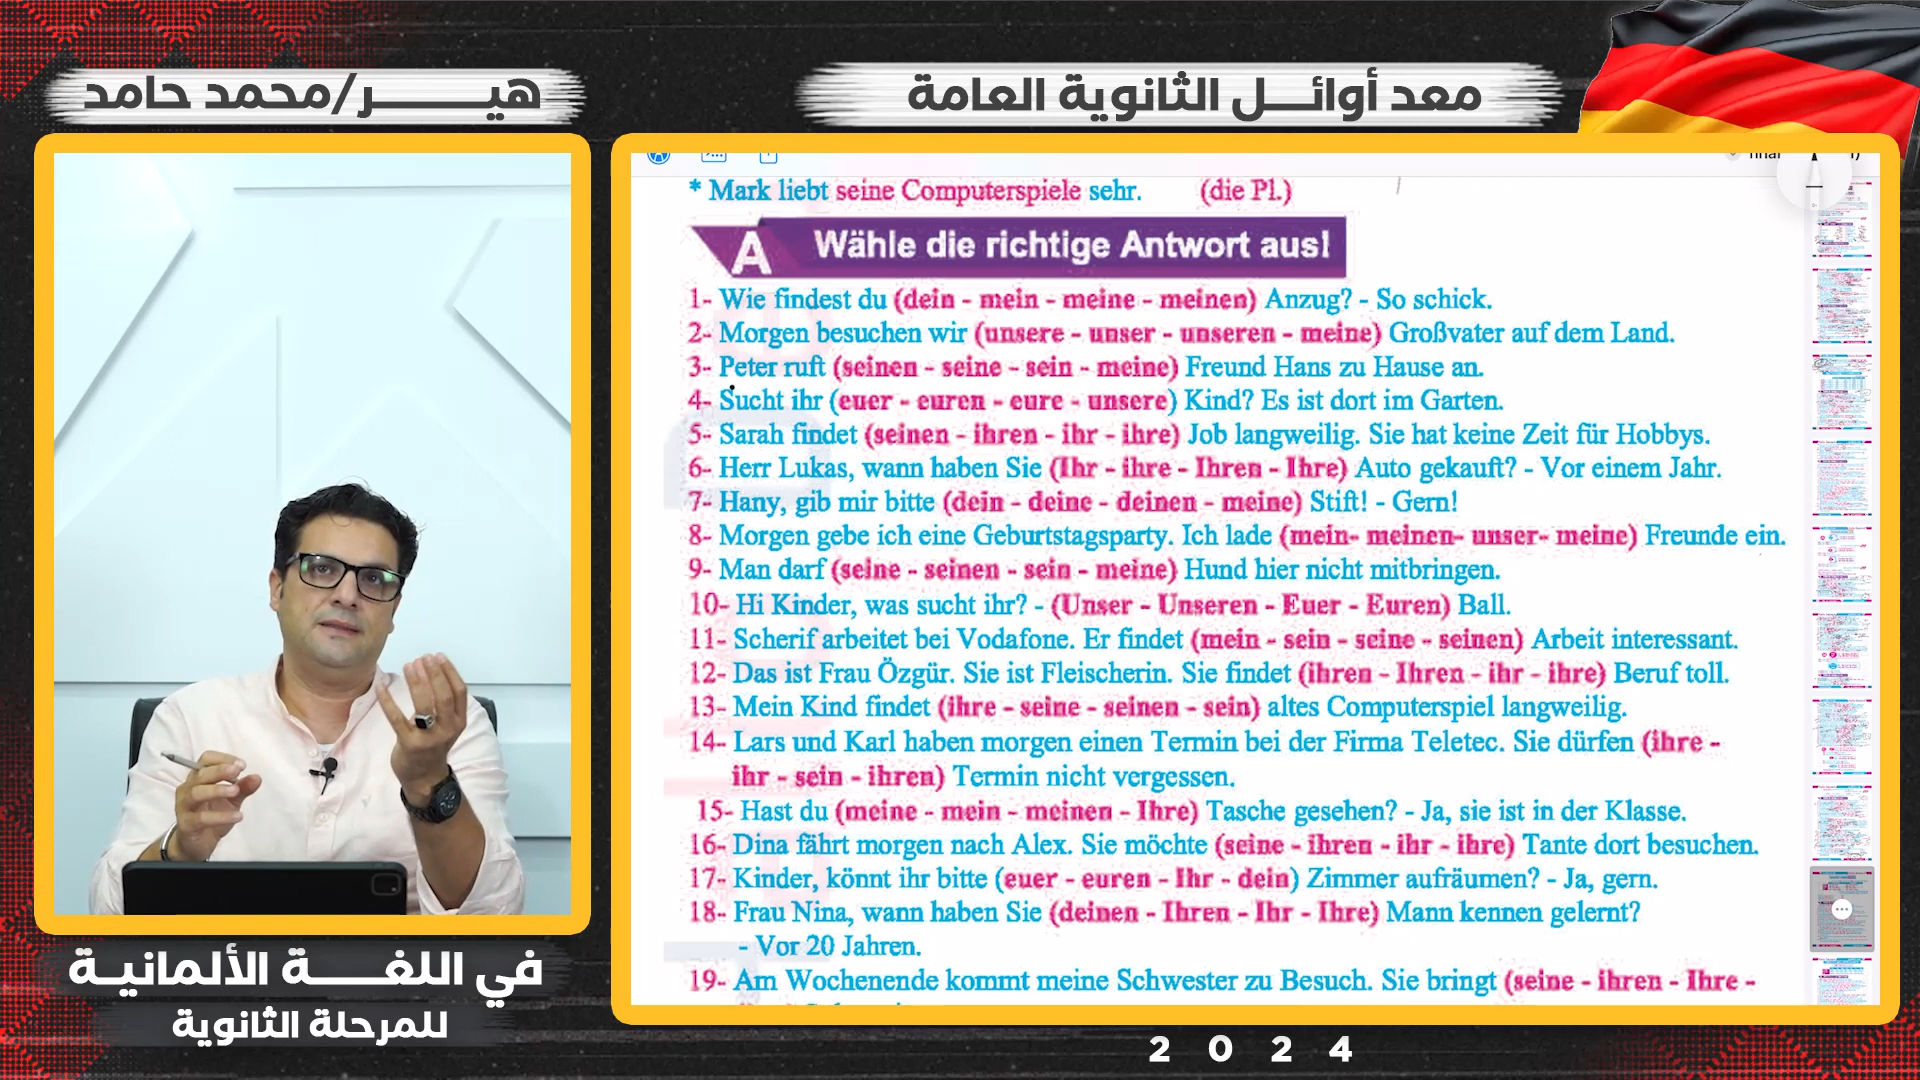 هيـــــر/محمد حامد
معد أوائـــل الثانوية العامة
* Mark liebt seine Computerspiele sehr. (die Pl.)
A Wähle die richtige Antwort aus!
1- Wie findest du (dein - mein - meine - meinen) Anzug? - So schick.
2- Morgen besuchen wir (unsere - unser - unseren - meine) Großvater auf dem Land.
3- Peter ruft (seinen - seine - sein - meine) Freund Hans zu Hause an.
4- Sucht ihr (euer - euren - eure - unsere) Kind? Es ist dort im Garten.
5- Sarah findet (seinen - ihren - ihr - ihre) Job langweilig. Sie hat keine Zeit für Hobbys.
6- Herr Lukas, wann haben Sie (Ihr - ihre - Ihren - Ihre) Auto gekauft? - Vor einem Jahr.
7- Hany, gib mir bitte (dein - deine - deinen - meine) Stift! - Gern!
8- Morgen gebe ich eine Geburtstagsparty. Ich lade (mein- meinen- unser- meine) Freunde ein.
9- Man darf (seine - seinen - sein - meine) Hund hier nicht mitbringen.
10- Hi Kinder, was sucht ihr? - (Unser - Unseren - Euer - Euren) Ball.
11- Scherif arbeitet bei Vodafone. Er findet (mein - sein - seine - seinen) Arbeit interessant.
12- Das ist Frau Özgür. Sie ist Fleischerin. Sie findet (ihren - Ihren - ihr - ihre) Beruf toll.
13- Mein Kind findet (ihre - seine - seinen - sein) altes Computerspiel langweilig.
14- Lars und Karl haben morgen einen Termin bei der Firma Teletec. Sie dürfen (ihre -
ihr - sein - ihren) Termin nicht vergessen.
15- Hast du (meine - mein - meinen - Ihre) Tasche gesehen? - Ja, sie ist in der Klasse.
16- Dina fährt morgen nach Alex. Sie möchte (seine - ihren - ihr - ihre) Tante dort besuchen.
17- Kinder, könnt ihr bitte (euer - euren - Ihr - dein) Zimmer aufräumen? - Ja, gern.
18- Frau Nina, wann haben Sie (deinen - Ihren - Ihr - Ihre) Mann kennen gelernt?
- Vor 20 Jahren.
19- Am Wochenende kommt meine Schwester zu Besuch. Sie bringt (seine - ihren - Ihre -
في اللغـــــة الألمانيـة
للمرحلة الثانوية
2024